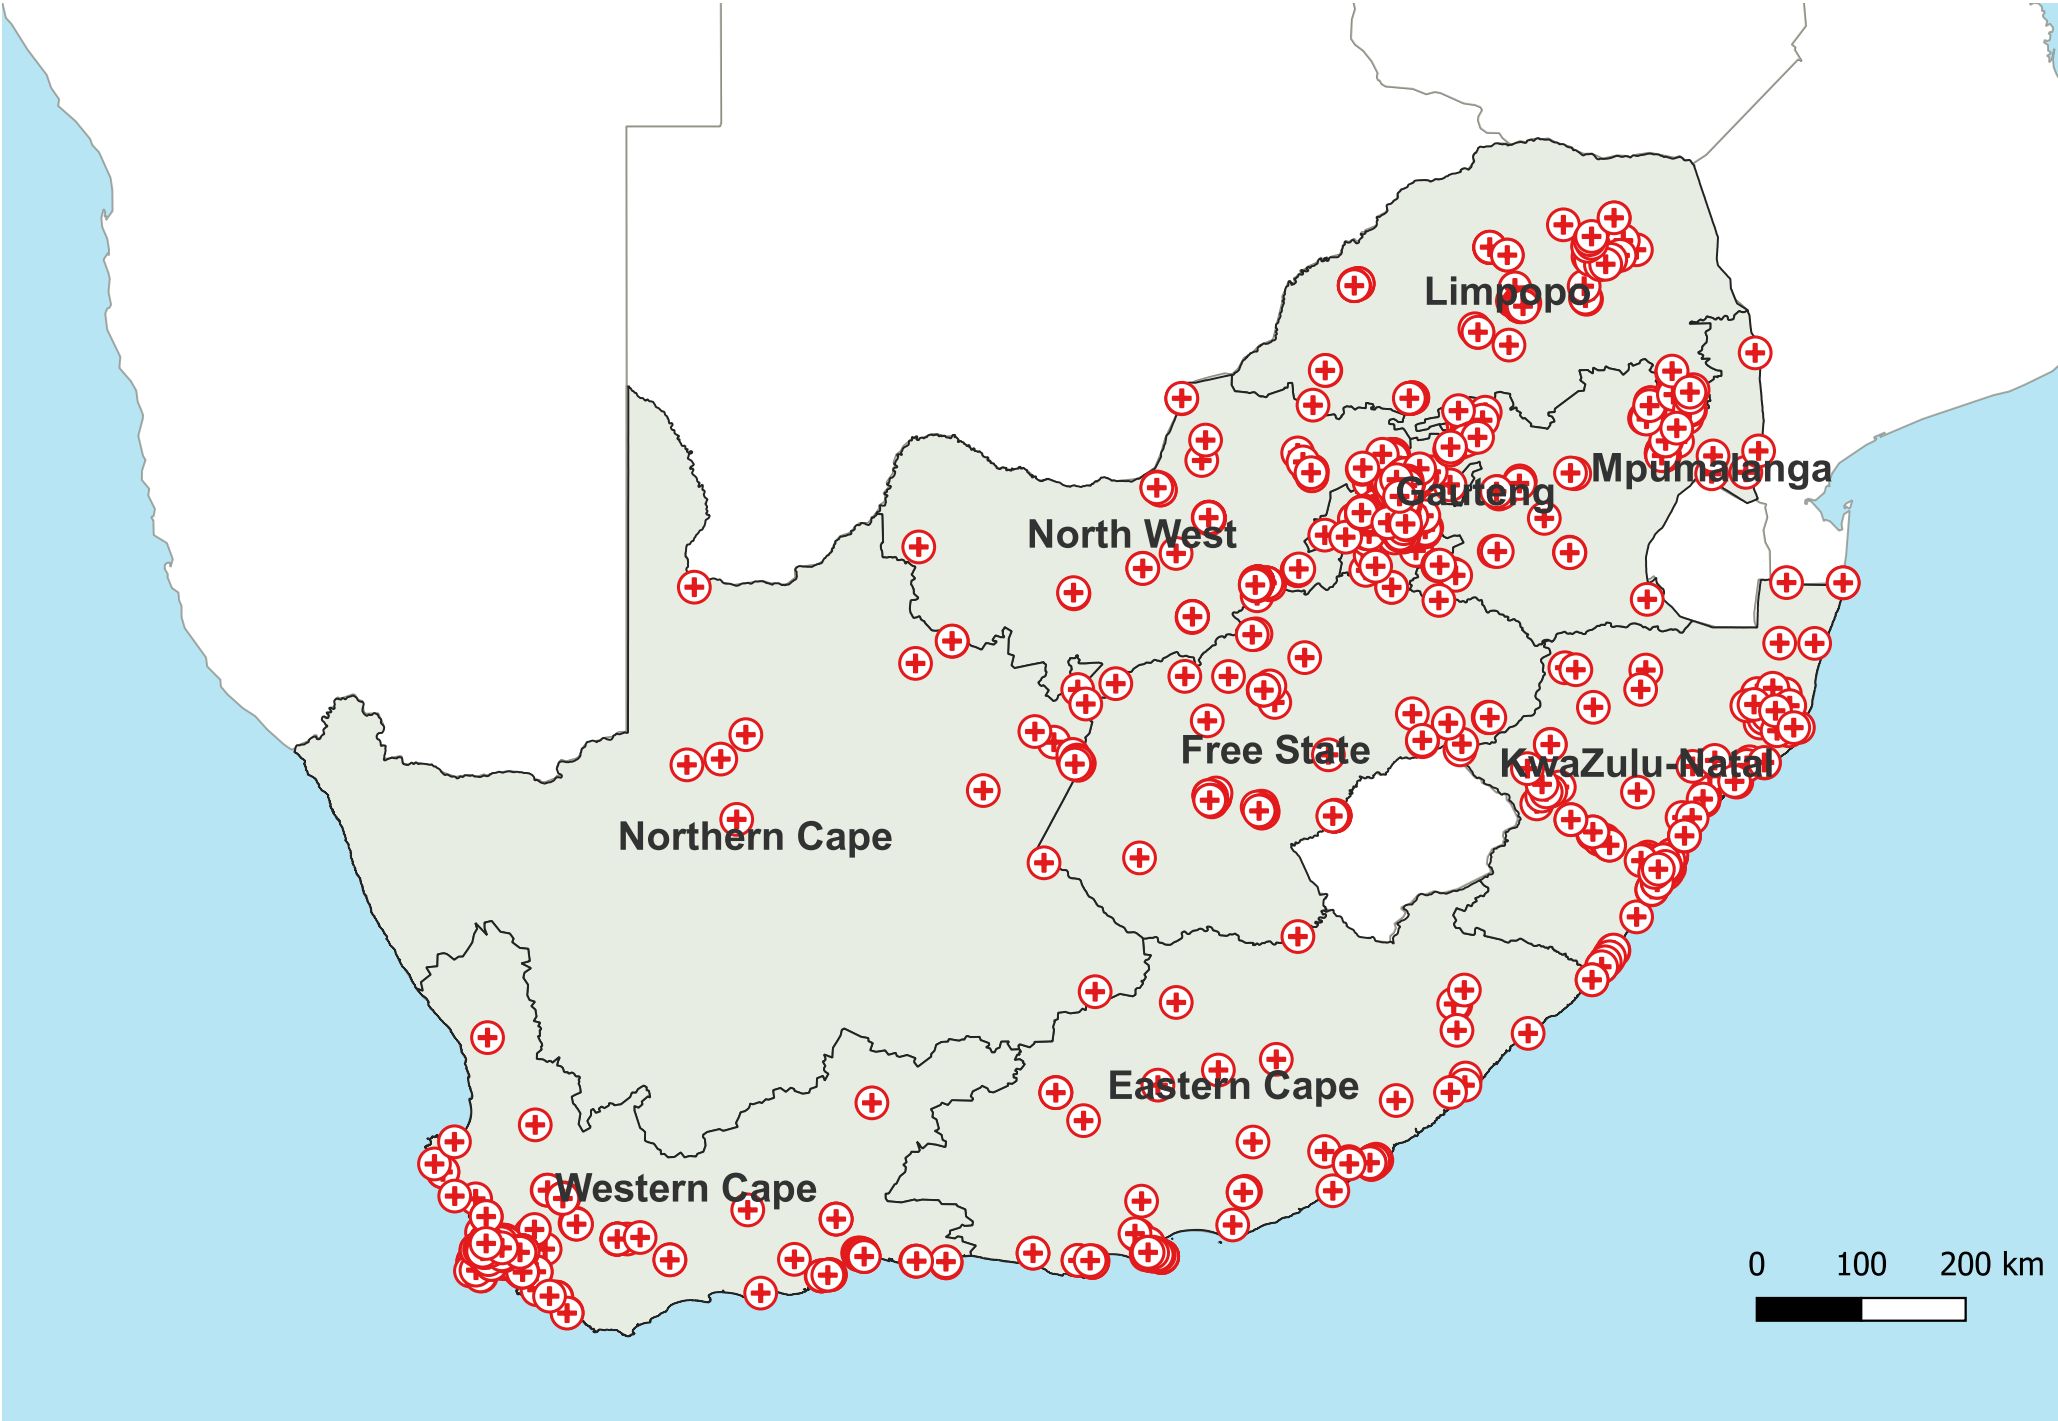 Limpopo
Mpumalanga
Gauteng
North West
Free State
KwaZulu-Natal
Northern Cape
Eastern Cape
Western Cape
0 100 200 km